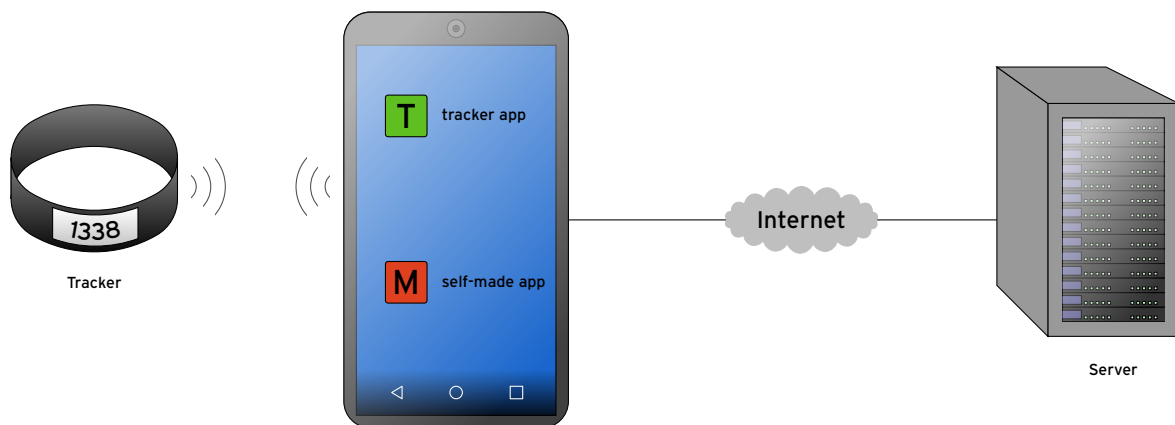 T tracker app
Internet
1338
M self-made app
Tracker
Server